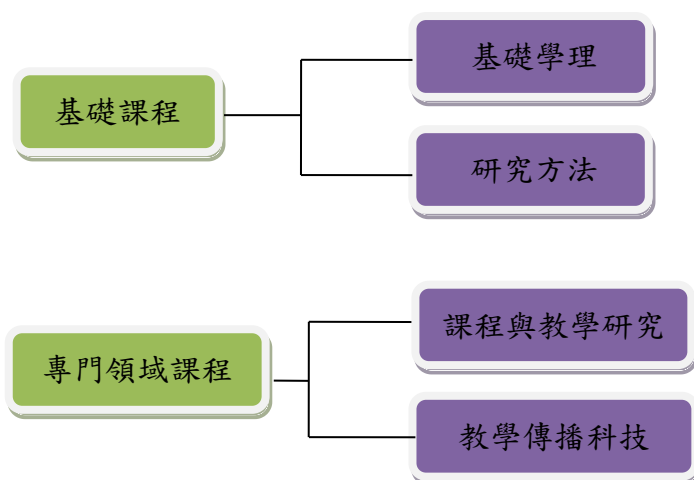 基礎學理
基礎課程
研究方法
課程與教學研究
專門領域課程
教學傳播科技